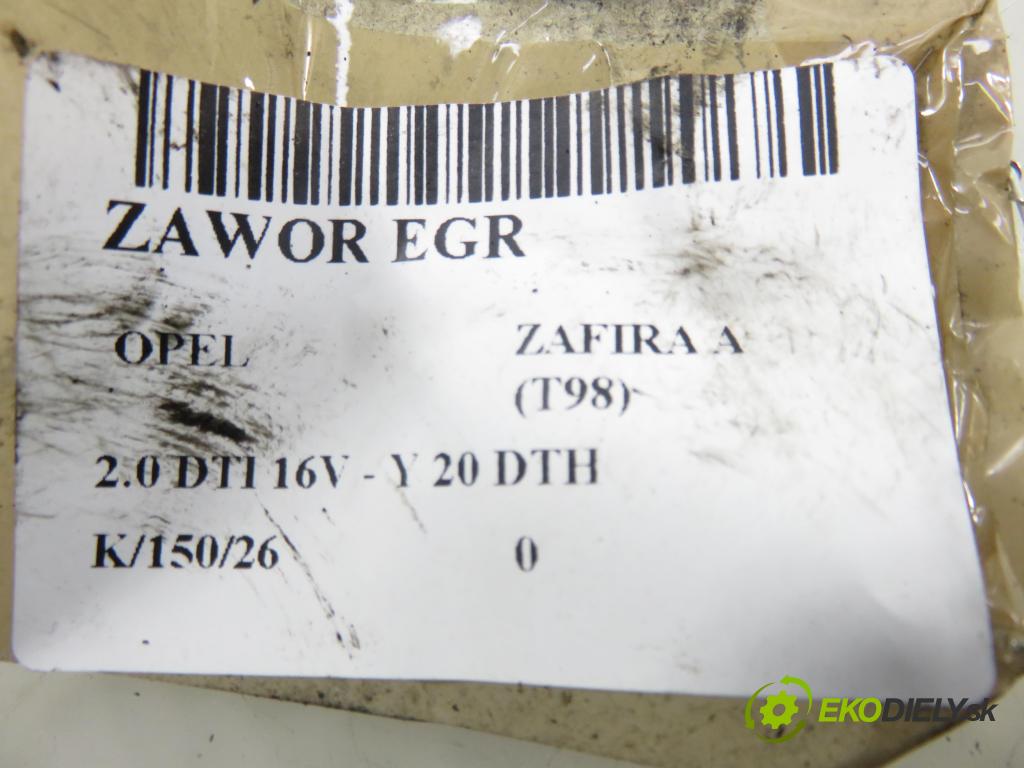 ZAWOR EGR
OPEL ZAFIRA A
(T98)
2.0 DTI 16V - Y 20 DTH
K/150/26 0
EKODIELY.sk